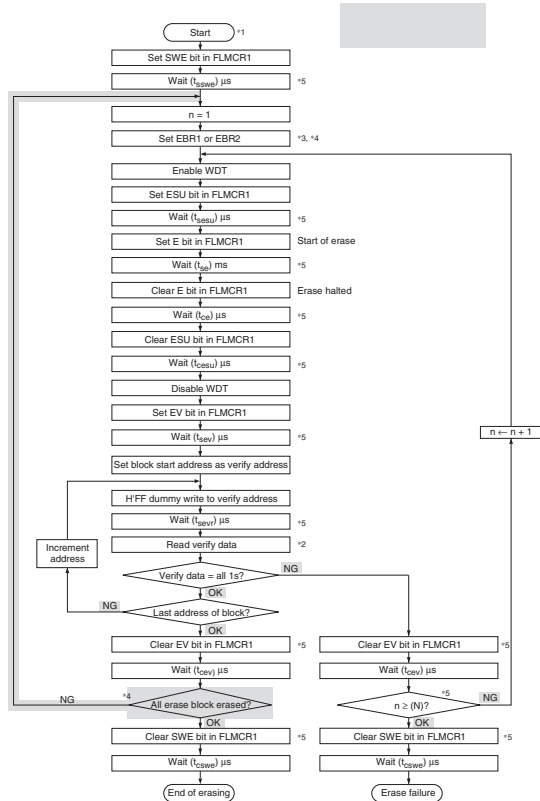 Start *1
Set SWE bit in FLMCR1
Wait (tsswe) μs *5
n = 1
Set EBR1 or EBR2 *3, *4
Enable WDT
Set ESU bit in FLMCR1
Wait (tsesu) μs *5
Set E bit in FLMCR1 Start of erase
Wait (tse) ms *5
Clear E bit in FLMCR1 Erase halted
Wait (tce) μs *5
Clear ESU bit in FLMCR1
Wait (tcesu) μs *5
Disable WDT
Set EV bit in FLMCR1
Wait (tsev) μs *5
n ← n + 1
Set block start address as verify address
H'FF dummy write to verify address
Wait (tsevr) μs *5
Read verify data *2
Increment
address
Verify data = all 1s? NG
OK
NG Last address of block?
OK
Clear EV bit in FLMCR1 *5
Wait (tcev) μs
Clear EV bit in FLMCR1 *5
Wait (tcev) μs
NG *4 All erase block erased?
OK
*5 n ≥ (N)? NG
OK
Clear SWE bit in FLMCR1 *5
Wait (tcswe) μs
End of erasing
Clear SWE bit in FLMCR1 *5
Wait (tcswe) μs
Erase failure